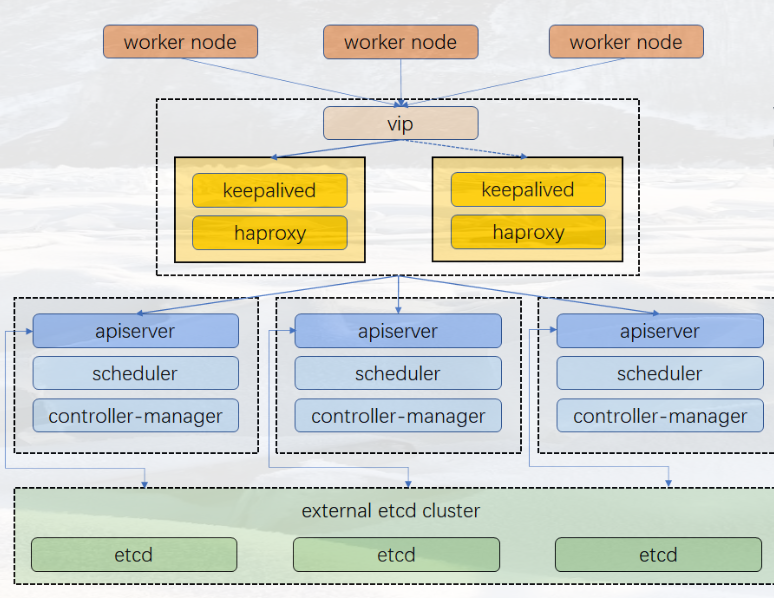 worker node
worker node
worker node
vip
keepalived
keepalived
haproxy
haproxy
apiserver
apiserver
apiserver
scheduler
scheduler
scheduler
controller-manager
controller-manager
controller-manager
external etcd cluster
etcd
etcd
etcd